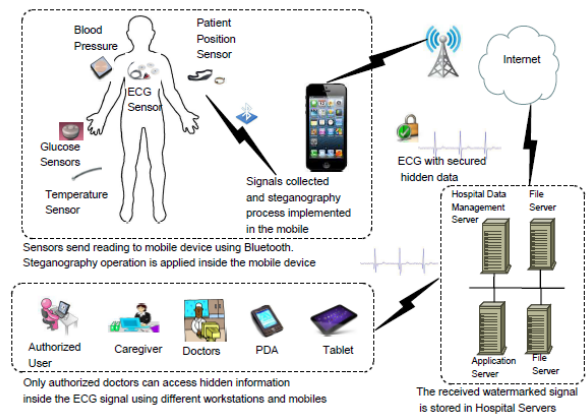 Blood
Pressure
Patient
Position
Sensor
ECG
Sensor
Glucose
Sensors
Temperature
Sensor
Signals collected
and steganography
process implemented
in the mobile
Sensors send reading to mobile device using Bluetooth.
Steganography operation is applied inside the mobile device
Internet
ECG with secured
hidden data
Hospital Data
Management
Server
File
Server
Application
Server
File
Server
The received watermarked signal
is stored in Hospital Servers
Authorized
User
Caregiver
Doctors
PDA
Tablet
Only authorized doctors can access hidden information
inside the ECG signal using different workstations and mobiles